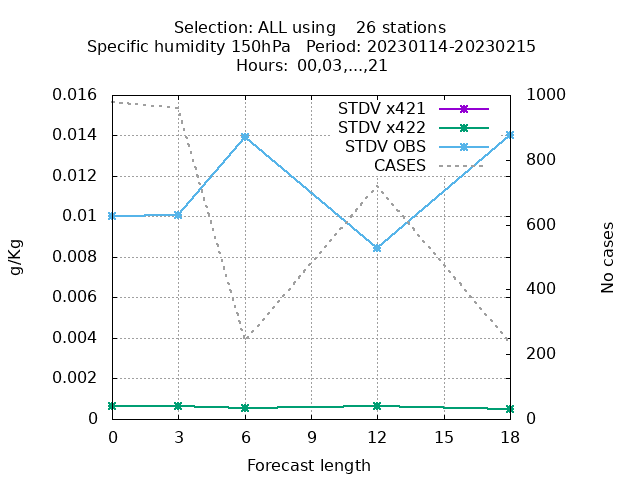 Selection: ALL using    26 stations
Specific humidity 150hPa   Period: 20230114-20230215
Hours:  00,03,...,21
STDV x421
STDV x422
STDV OBS
CASES
0.016
0.014
0.012
0.01
0.008
0.006
0.004
0.002
0
1000
800
600
400
200
0
g/Kg
No cases
0 3 6 9 12 15 18
Forecast length